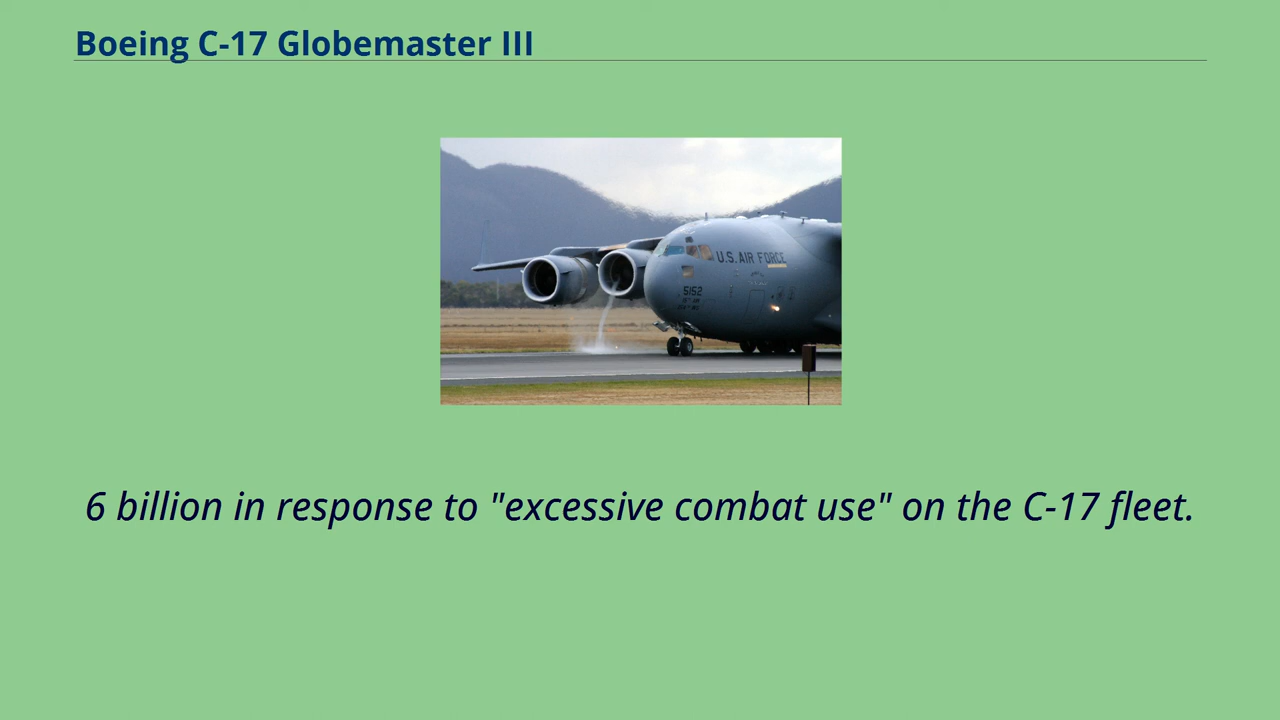 Boeing C-17 Globemaster III
U.S. AIR FORCE
5152
6 billion in response to "excessive combat use" on the C-17 fleet.